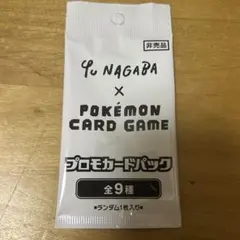 非売品
YU NAGABA
×
POKÉMON
CARD GAME
プロモカードパック
全9種
*ランダム1枚入り*